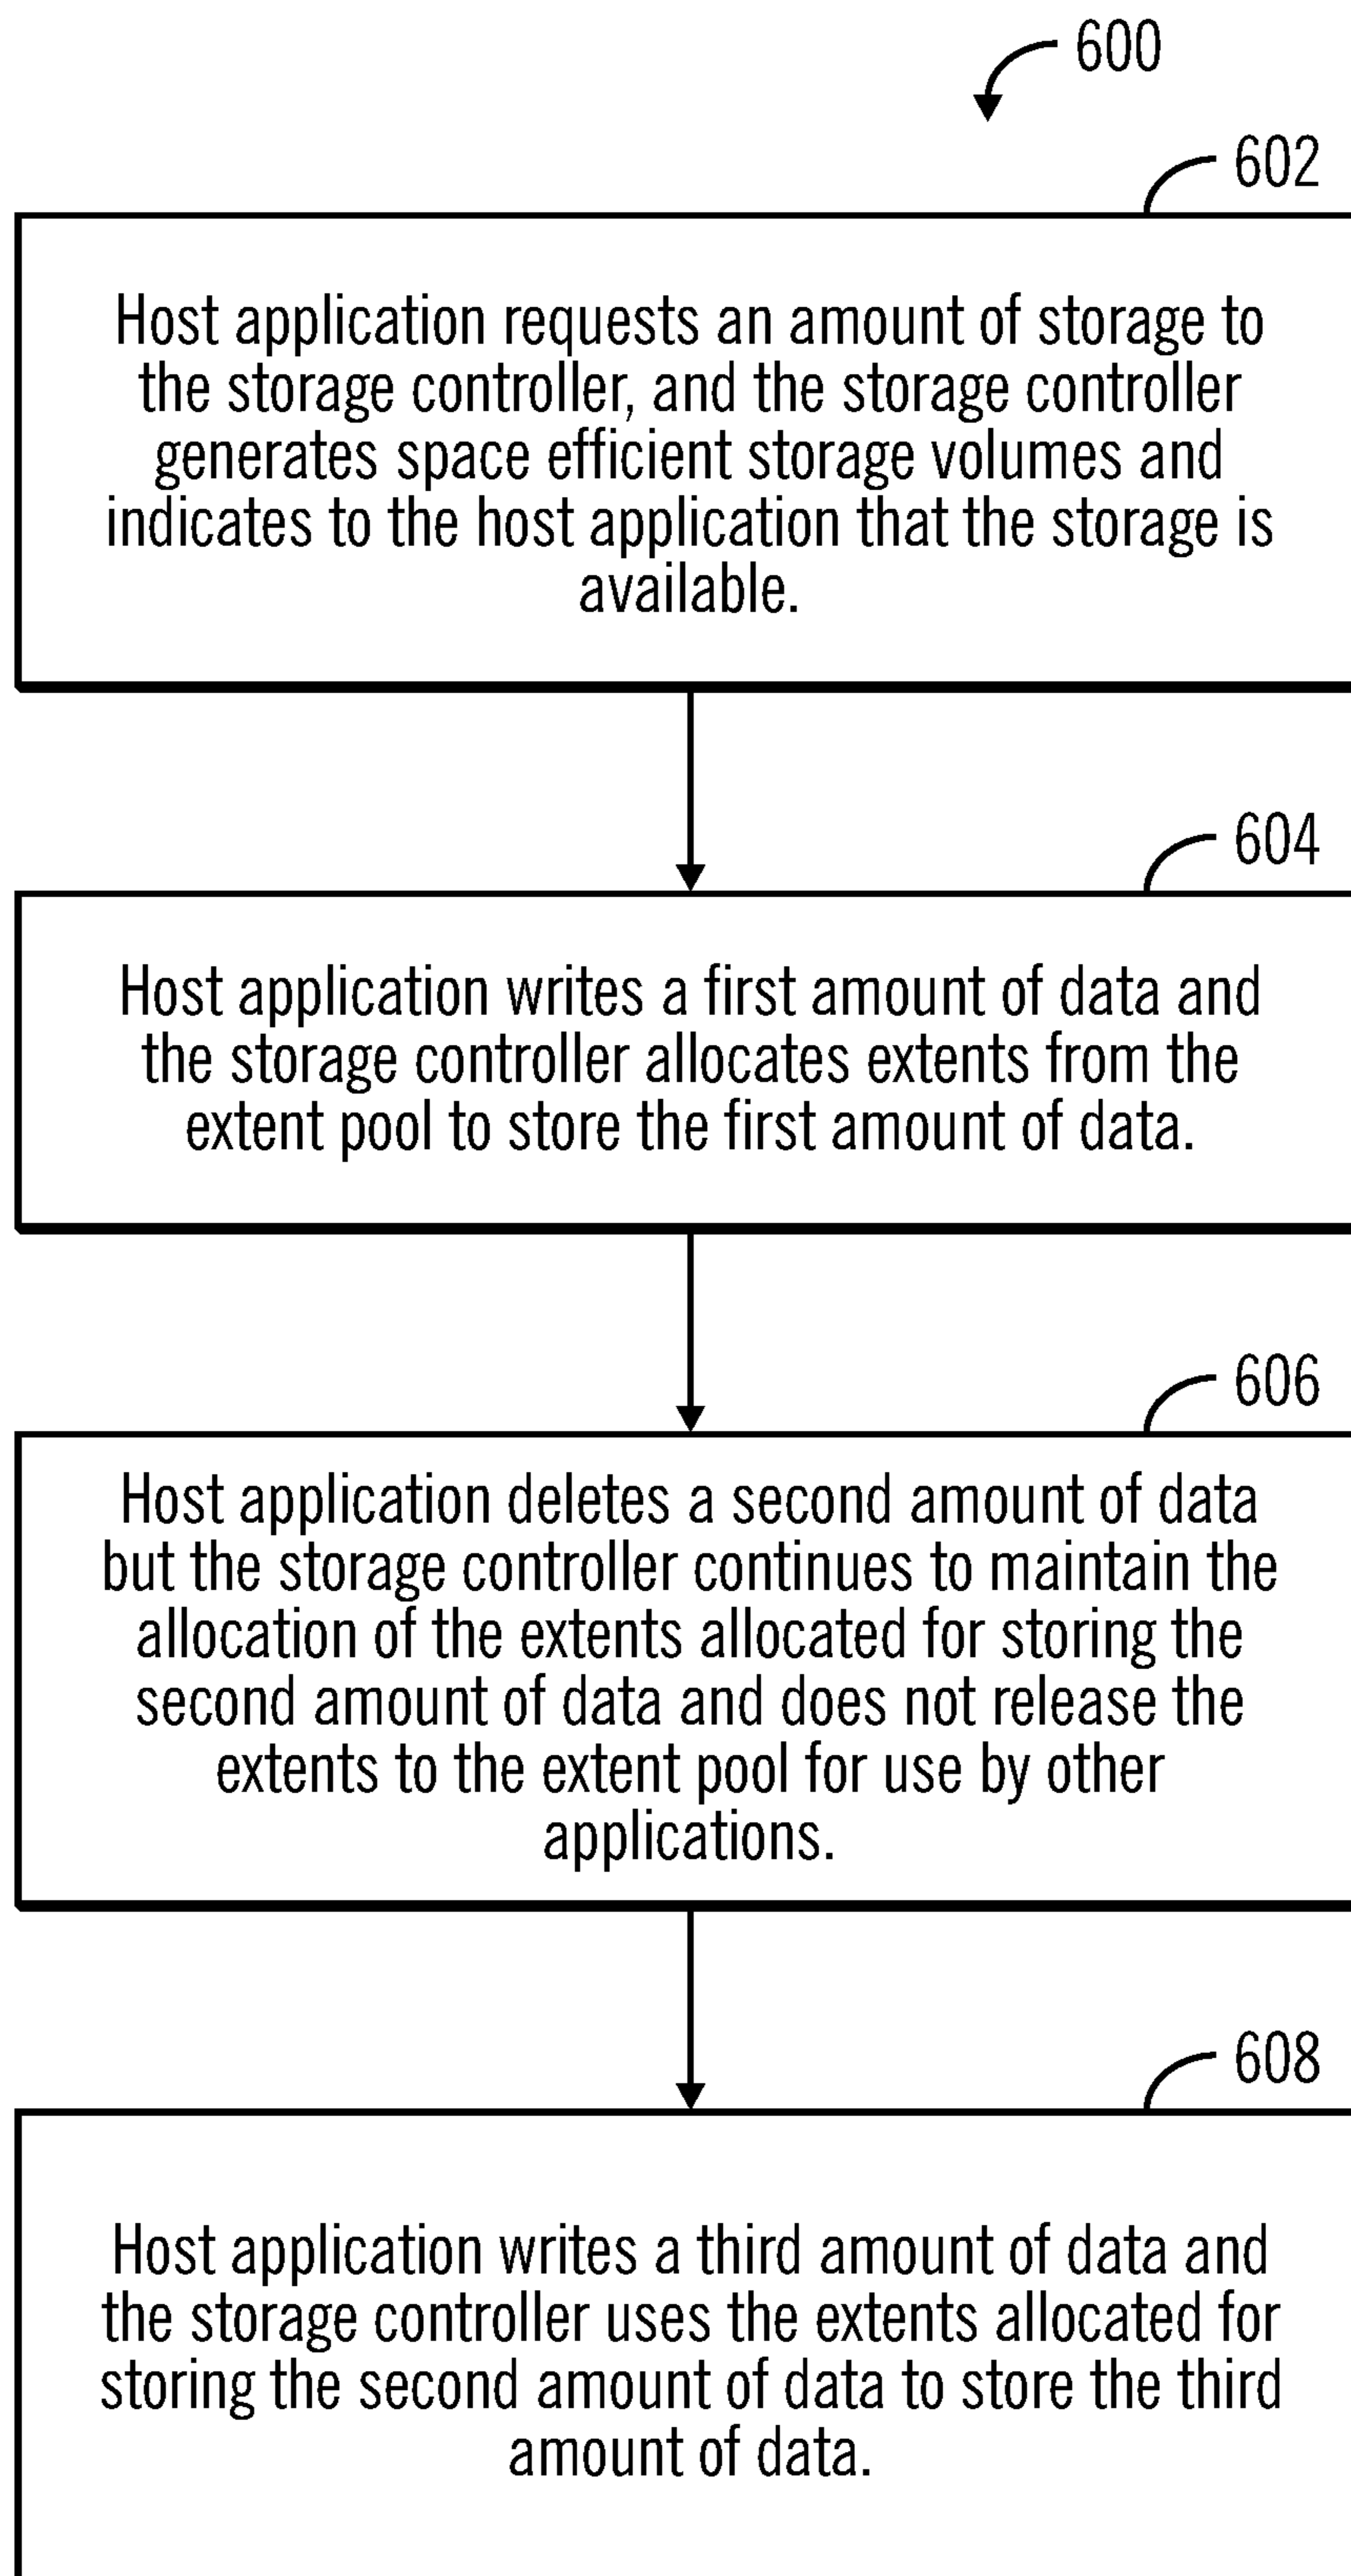 600
602
Host application requests an amount of storage to
the storage controller, and the storage controller
generates space efficient storage volumes and
indicates to the host application that the storage is
available.
604
Host application writes a first amount of data and
the storage controller allocates extents from the
extent pool to store the first amount of data.
606
Host application deletes a second amount of data
but the storage controller continues to maintain the
allocation of the extents allocated for storing the
second amount of data and does not release the
extents to the extent pool for use by other
applications.
608
Host application writes a third amount of data and
the storage controller uses the extents allocated for
storing the second amount of data to store the third
amount of data.